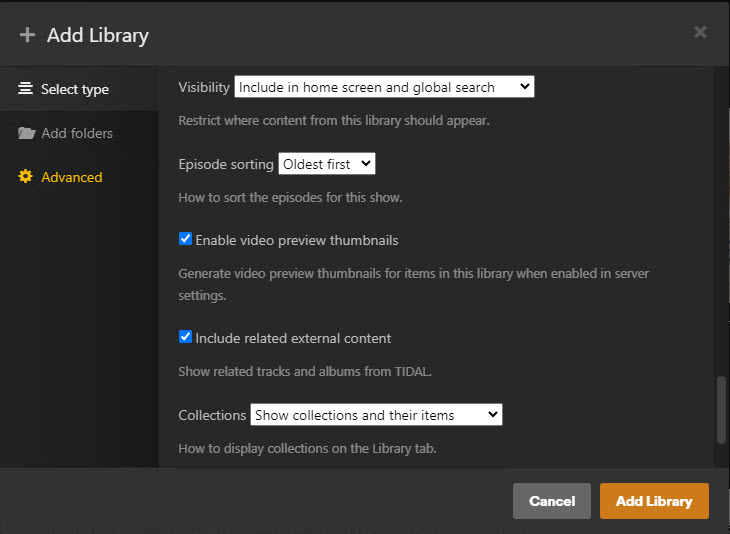 Add Library
Select type
Add folders
Advanced
Visibility Include in home screen and global search
Restrict where content from this library should appear.
Episode sorting Oldest first
How to sort the episodes for this show.
Enable video preview thumbnails
Generate video preview thumbnails for items in this library when enabled in server
settings.
Include related external content
Show related tracks and albums from TIDAL.
Collections Show collections and their items
How to display collections on the Library tab.
Cancel Add Library